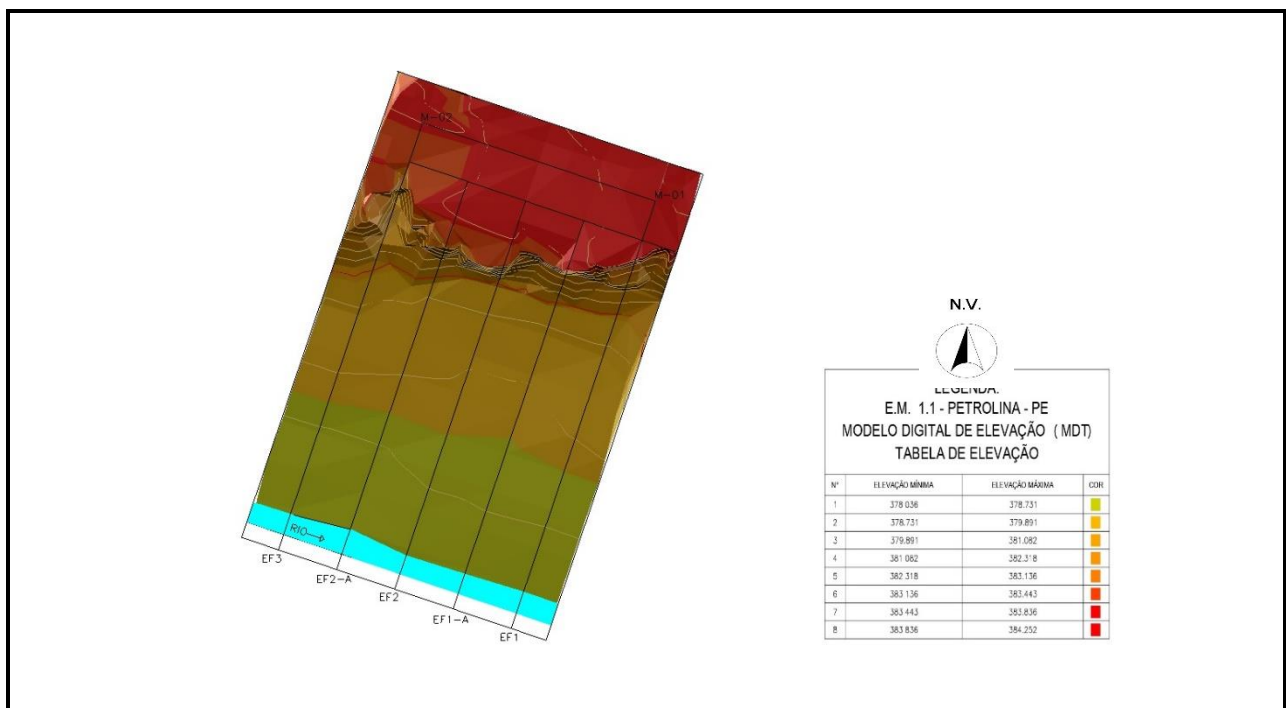 M-02
M-01
RIO
EF3
EF2-A
EF2
EF1-A
EF1
N.V.
LEGENDA:
E.M. 1.1 - PETROLINA - PE
MODELO DIGITAL DE ELEVAÇÃO ( MDT)
TABELA DE ELEVAÇÃO
N° ELEVAÇÃO MÍNIMA ELEVAÇÃO MÁXIMA COR
1 378.036 378.731
2 378.731 379.891
3 379.891 381.082
4 381.082 382.318
5 382.318 383.136
6 383.136 383.443
7 383.443 383.836
8 383.836 384.252